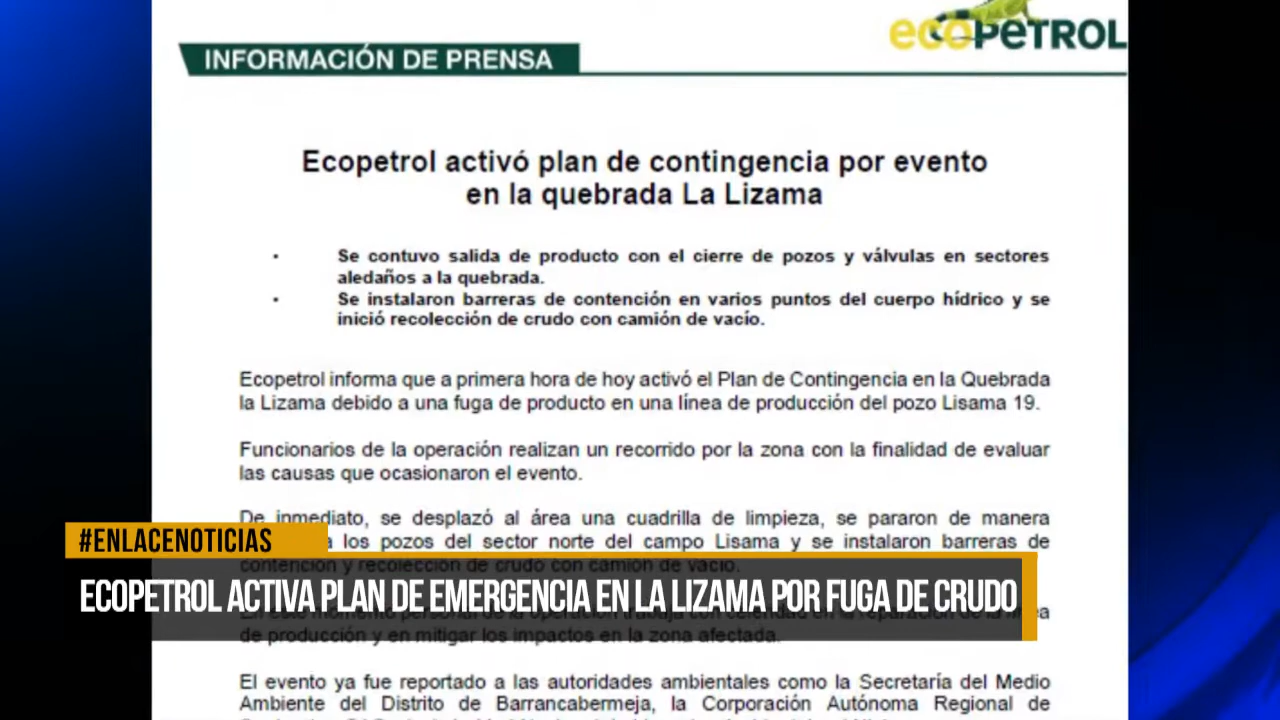 ecoPETROL
INFORMACIÓN DE PRENSA
Ecopetrol activó plan de contingencia por evento
en la quebrada La Lizama
• Se contuvo salida de producto con el cierre de pozos y válvulas en sectores
aledaños a la quebrada.
• Se instalaron barreras de contención en varios puntos del cuerpo hídrico y se
inició recolección de crudo con camión de vacío.
Ecopetrol informa que a primera hora de hoy activó el Plan de Contingencia en la Quebrada
la Lizama debido a una fuga de producto en una línea de producción del pozo Lisama 19.
Funcionarios de la operación realizan un recorrido por la zona con la finalidad de evaluar
las causas que ocasionaron el evento.
De inmediato, se desplazó al área una cuadrilla de limpieza, se pararon de manera
los pozos del sector norte del campo Lisama y se instalaron barreras de
contención y recolección de crudo con camión de vacío.
#ENLACENOTICIAS
ECOPETROL ACTIVA PLAN DE EMERGENCIA EN LA LIZAMA POR FUGA DE CRUDO
de producción y en mitigar los impactos en la zona afectada.
El evento ya fue reportado a las autoridades ambientales como la Secretaría del Medio
Ambiente del Distrito de Barrancabermeja, la Corporación Autónoma Regional de